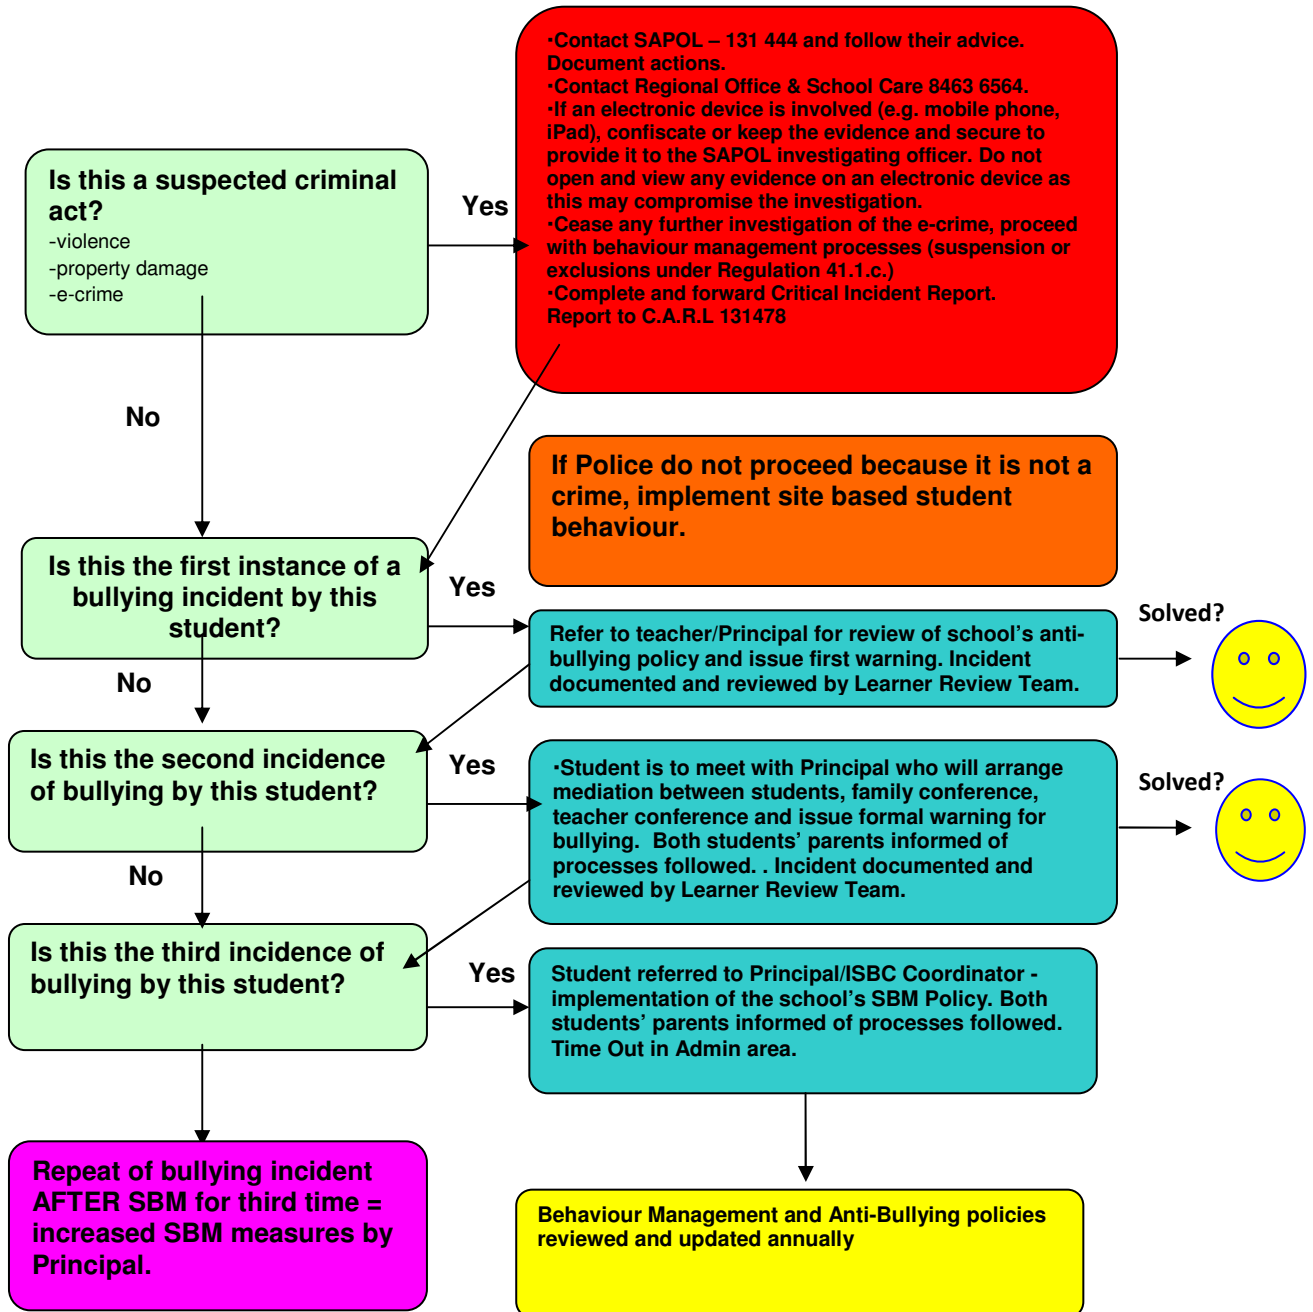 ·Contact SAPOL – 131 444 and follow their advice.
Document actions.
·Contact Regional Office & School Care 8463 6564.
·If an electronic device is involved (e.g. mobile phone,
iPad), confiscate or keep the evidence and secure to
provide it to the SAPOL investigating officer. Do not
open and view any evidence on an electronic device as
this may compromise the investigation.
·Cease any further investigation of the e-crime, proceed
with behaviour management processes (suspension or
exclusions under Regulation 41.1.c.)
·Complete and forward Critical Incident Report.
Report to C.A.R.L 131478
Is this a suspected criminal
act?
-violence
-property damage
-e-crime
Yes
No
If Police do not proceed because it is not a
crime, implement site based student
behaviour.
Is this the first instance of a
bullying incident by this
student?
Yes
No
Refer to teacher/Principal for review of school's anti-
bullying policy and issue first warning. Incident
documented and reviewed by Learner Review Team.
Solved?
Is this the second incidence
of bullying by this student?
Yes
No
·Student is to meet with Principal who will arrange
mediation between students, family conference,
teacher conference and issue formal warning for
bullying.  Both students' parents informed of
processes followed. . Incident documented and
reviewed by Learner Review Team.
Solved?
Is this the third incidence of
bullying by this student?
Yes
Student referred to Principal/ISBC Coordinator -
implementation of the school's SBM Policy. Both
students' parents informed of processes followed.
Time Out in Admin area.
Repeat of bullying incident
AFTER SBM for third time =
increased SBM measures by
Principal.
Behaviour Management and Anti-Bullying policies
reviewed and updated annually